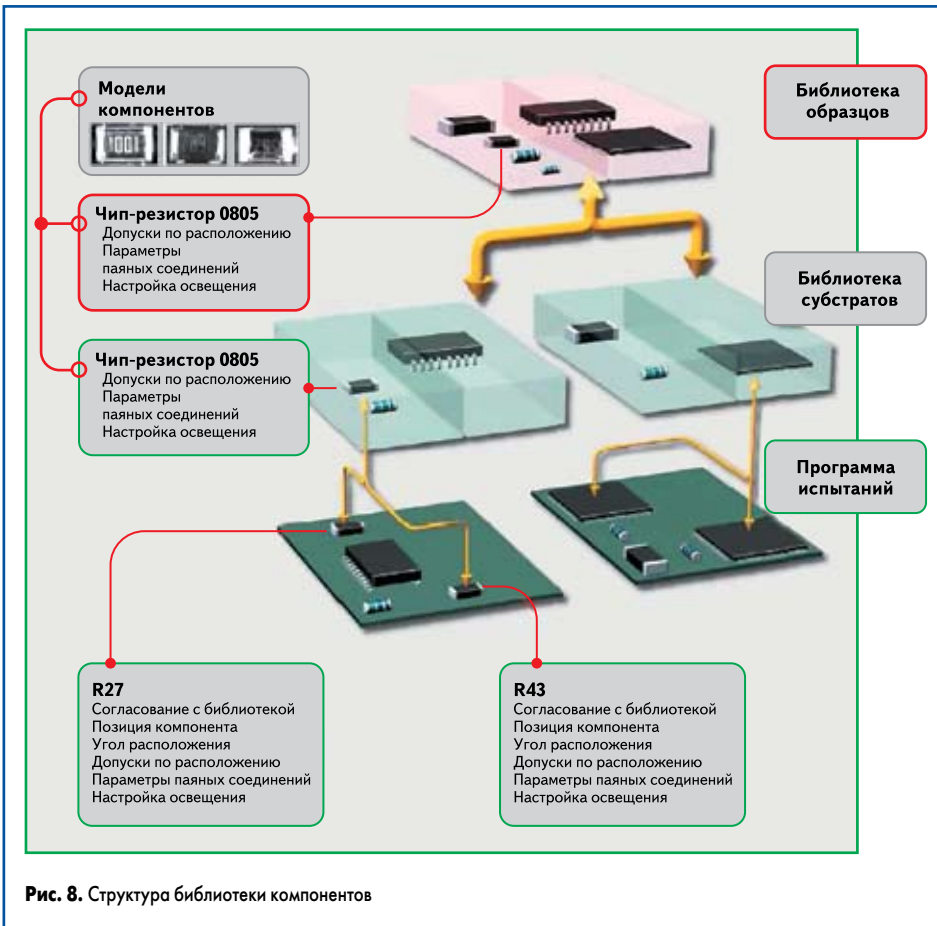 Модели
компонентов
1001
Библиотека
образцов
Чип-резистор 0805
Допуски по расположению
Параметры
паяных соединений
Настройка освещения
Библиотека
субстратов
Чип-резистор 0805
Допуски по расположению
Параметры
паяных соединений
Настройка освещения
Программа
испытаний
R27
Согласование с библиотекой
Позиция компонента
Угол расположения
Допуски по расположению
Параметры паяных соединений
Настройка освещения
R43
Согласование с библиотекой
Позиция компонента
Угол расположения
Допуски по расположению
Параметры паяных соединений
Настройка освещения
Рис. 8. Структура библиотеки компонентов